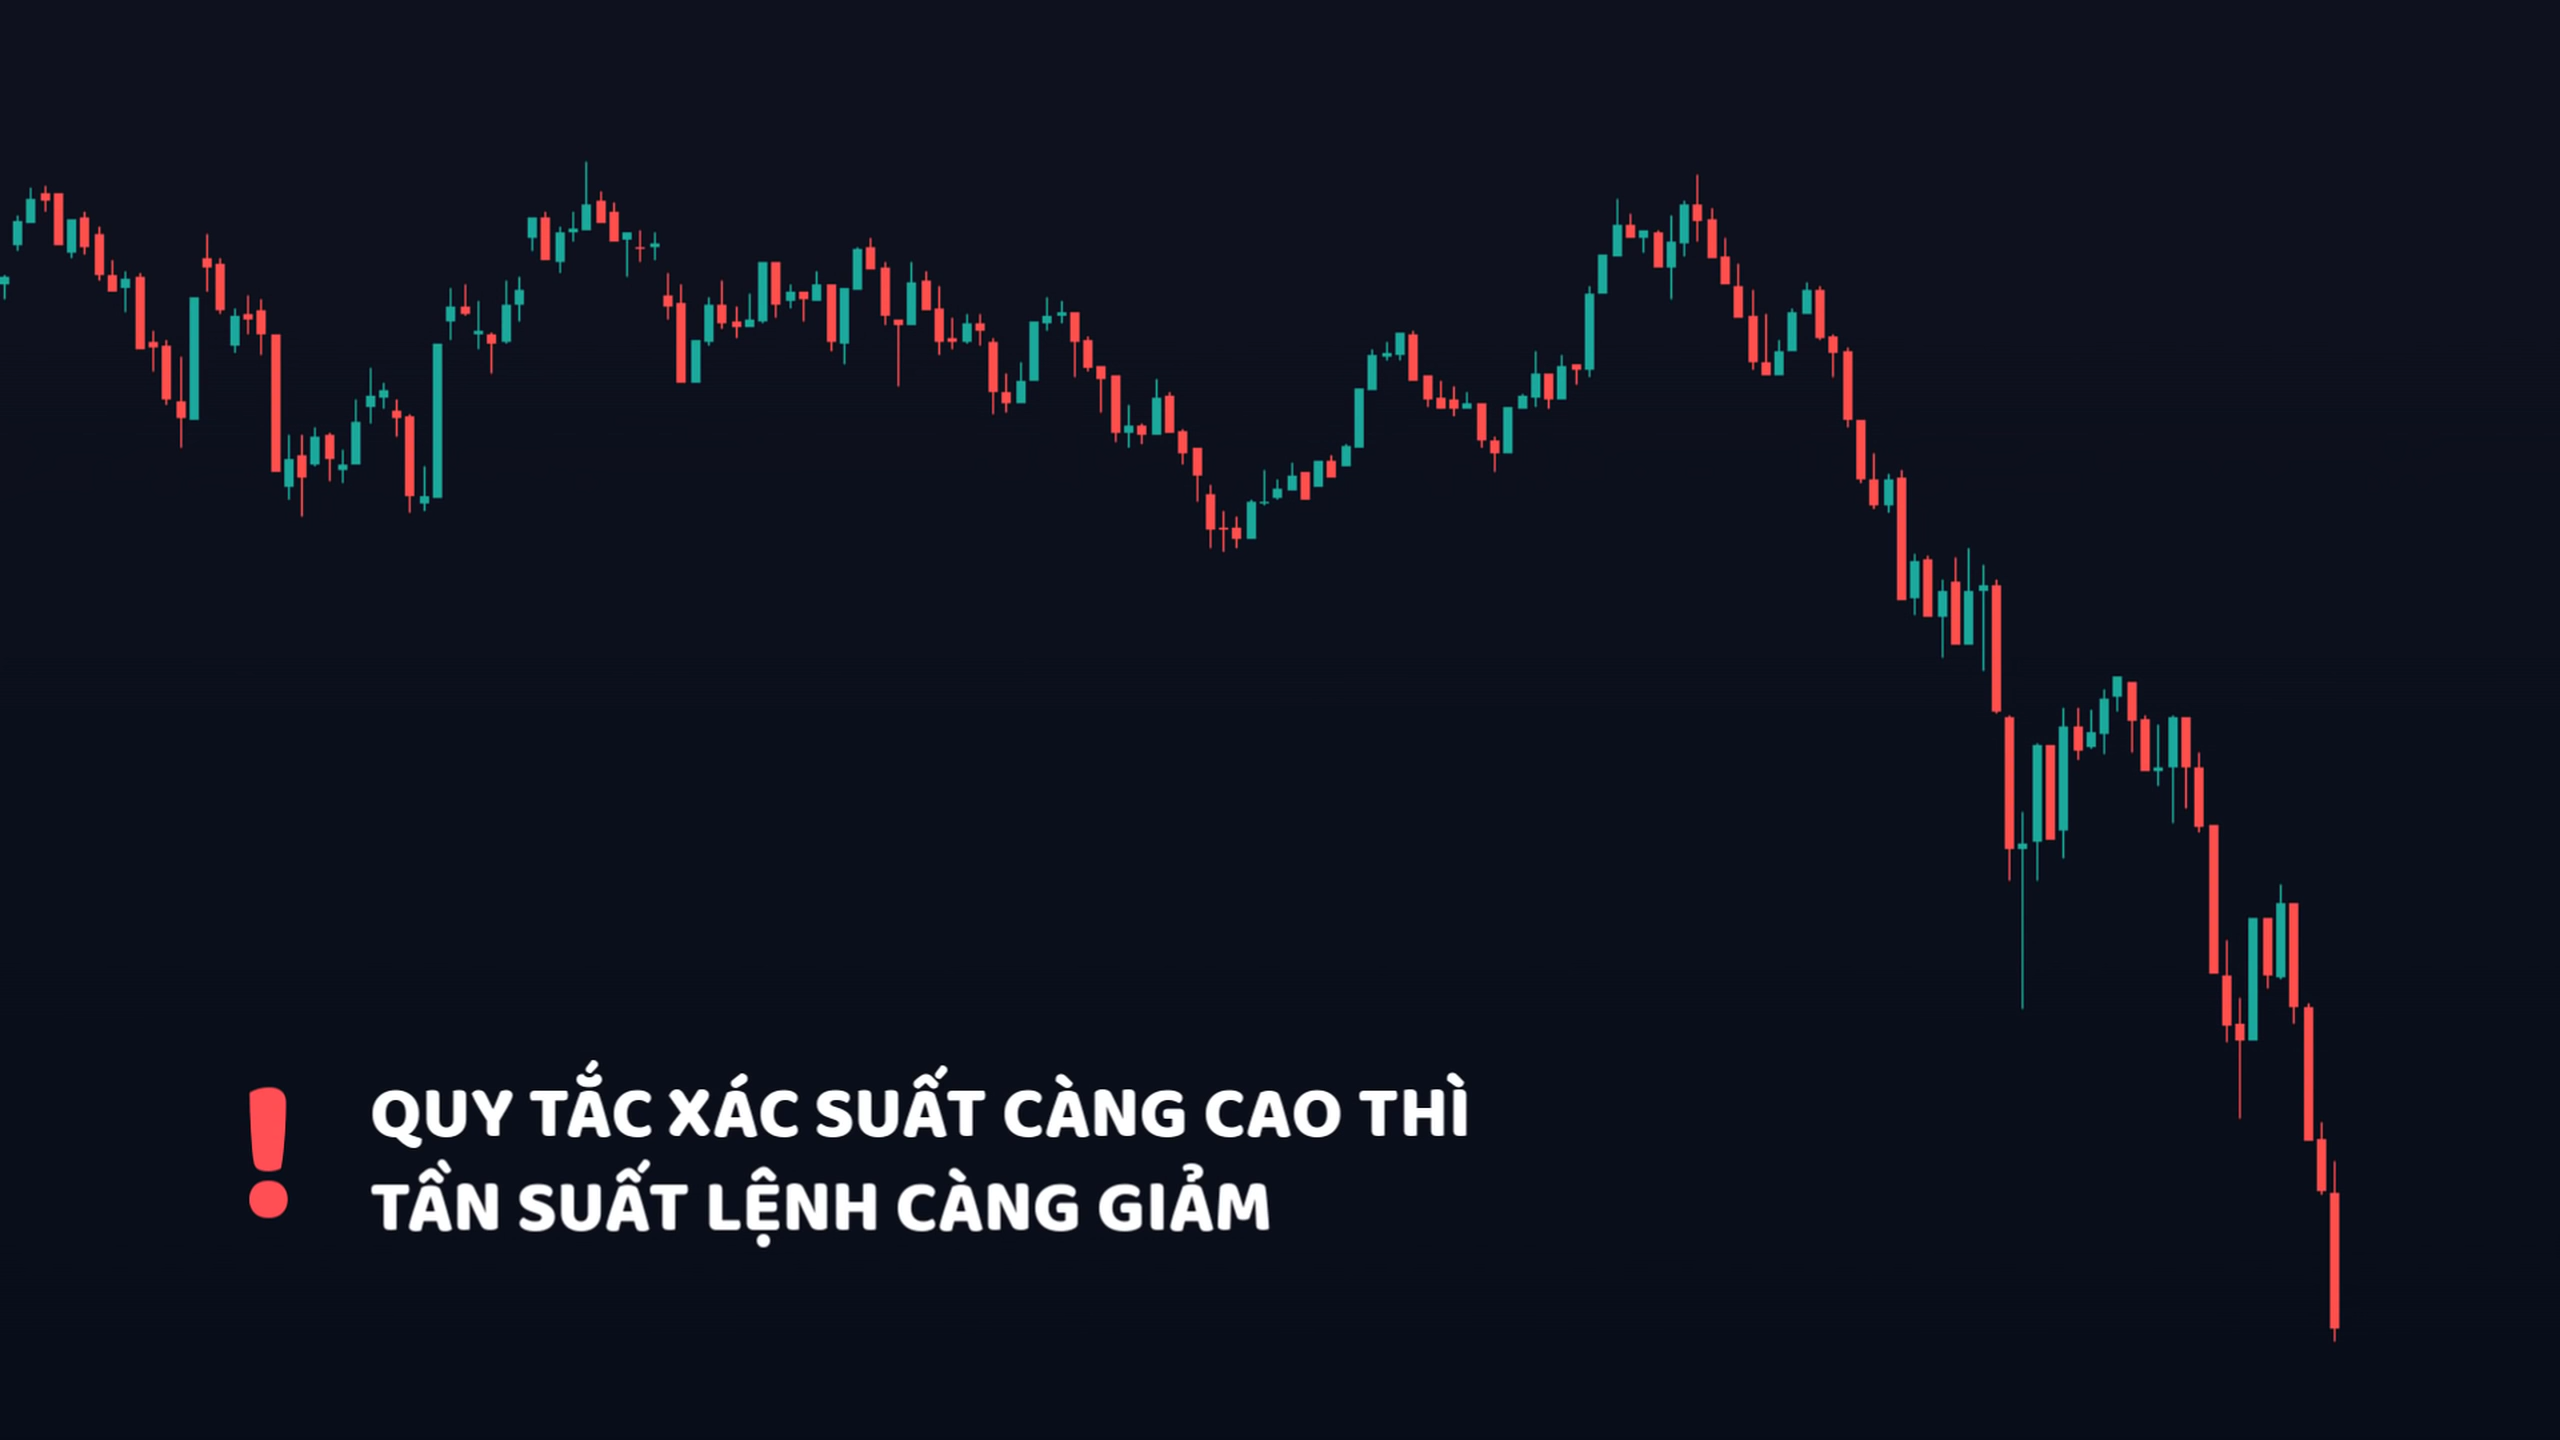 ! QUY TẮC XÁC SUẤT CÀNG CAO THÌ
TẦN SUẤT LỆNH CÀNG GIẢM